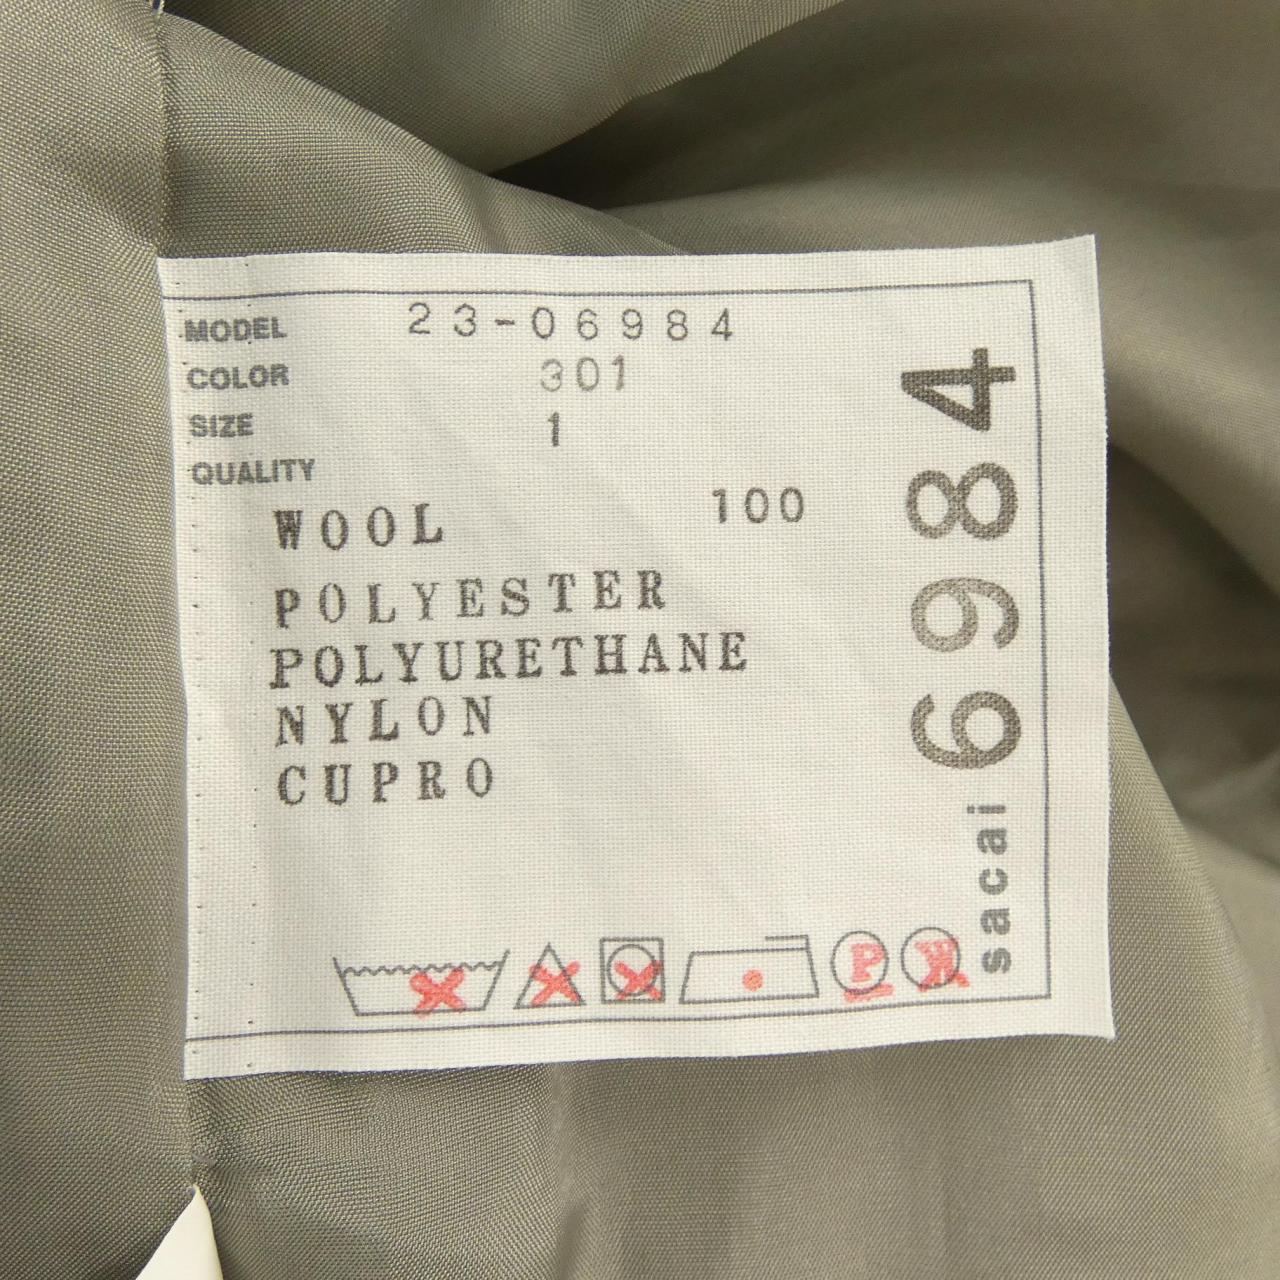 MODEL 23-06984
COLOR 301
SIZE 1
QUALITY
WOOL 100
POLYESTER
POLYURETHANE
NYLON
CUPRO
P W
sacai 6984